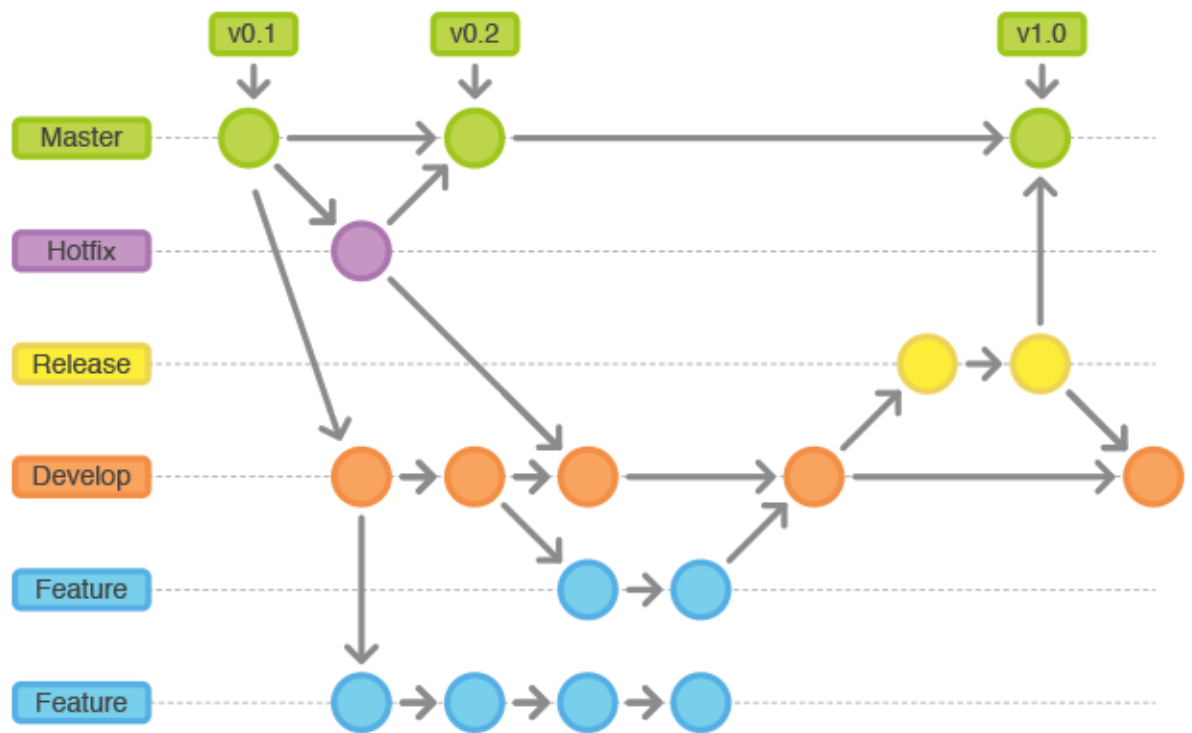 v0.1
v0.2
v1.0
Master
Hotfix
Release
Develop
Feature
Feature